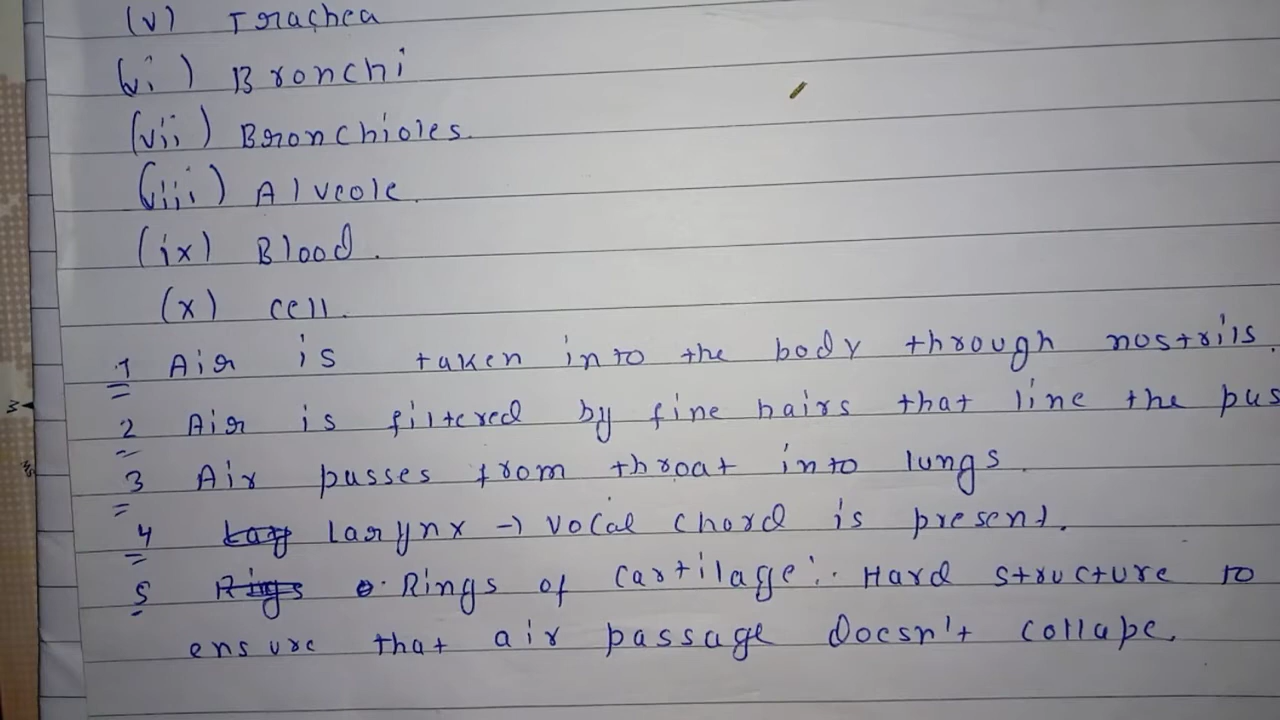 (v) Trachea
(vi) Bronchi
(vii) Bronchioles.
(viii) Alveole.
(ix) Blood.
(x) cell.
1 Air is taken into the body through nostrils.
2 Air is filtered by fine hairs that line the pas
3 Air passes from throat into lungs.
4 Larynx → vocal chord is present.
5 Rings of cartilage: Hard structure to
ensure that air passage doesn't collape.